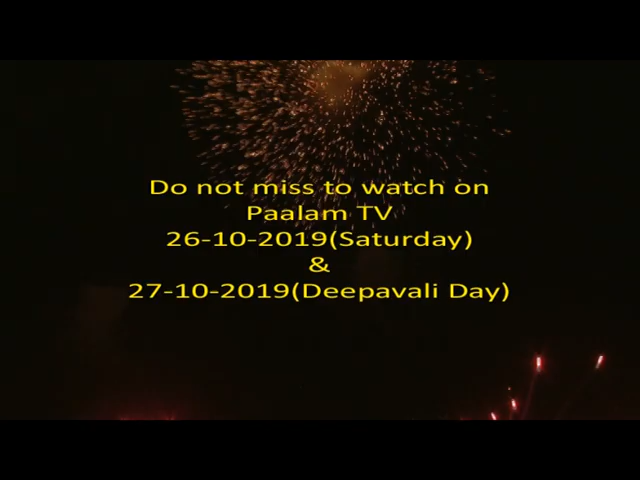 Do not miss to watch on
Paalam TV
26-10-2019(Saturday)
&
27-10-2019(Deepavali Day)